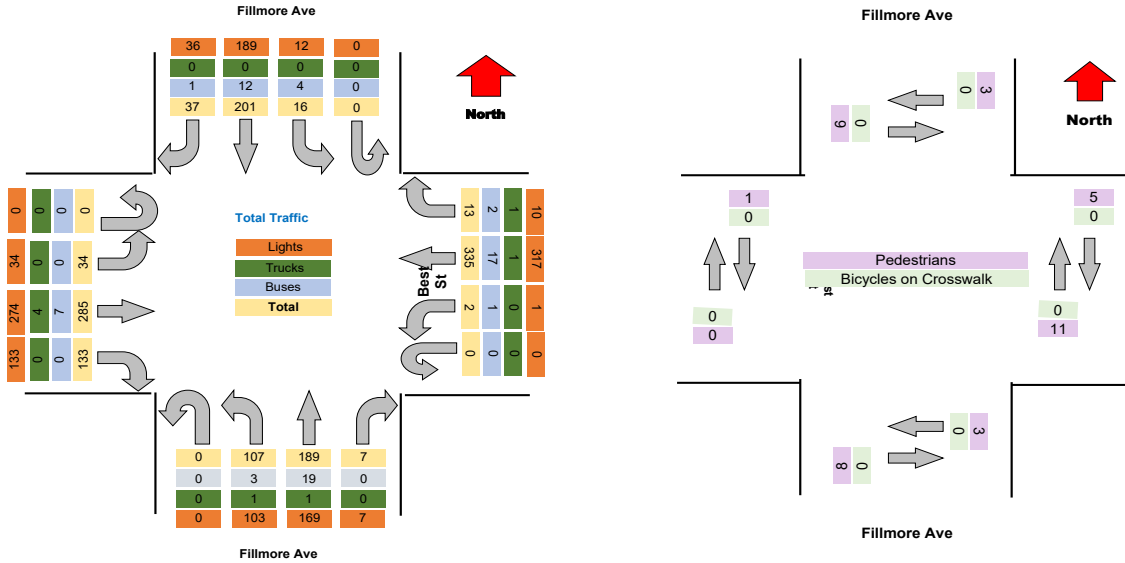 Fillmore Ave
36 189 12 0
0 0 0 0
1 12 4 0
37 201 16 0
North
0 0 0 0
34 0 0 34
274 4 7 285
133 0 0 133
Total Traffic
Lights
Trucks
Buses
Total
Best
St
13 2 1 10
335 17 1 317
2 1 0 1
0 0 0 0
0 107 189 7
0 3 19 0
0 1 1 0
0 103 169 7
Fillmore Ave
Fillmore Ave
0 3
9 0
North
1
0
5
0
Pedestrians
Bicycles on Crosswalk
st
0
0
0
11
0 3
8 0
Fillmore Ave